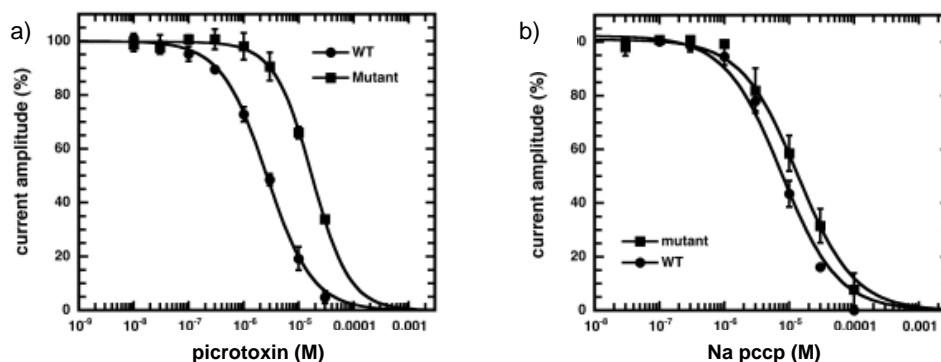 a)
100
80
60
40
20
0
current amplitude (%)
WT
Mutant
10⁻⁹ 10⁻⁸ 10⁻⁷ 10⁻⁶ 10⁻⁵ 0.0001 0.001
picrotoxin (M)
b)
00
80
60
40
20
0
current amplitude (%)
mutant
WT
10⁻⁸ 10⁻⁷ 10⁻⁶ 10⁻⁵ 0.0001 0.001
Na pccp (M)